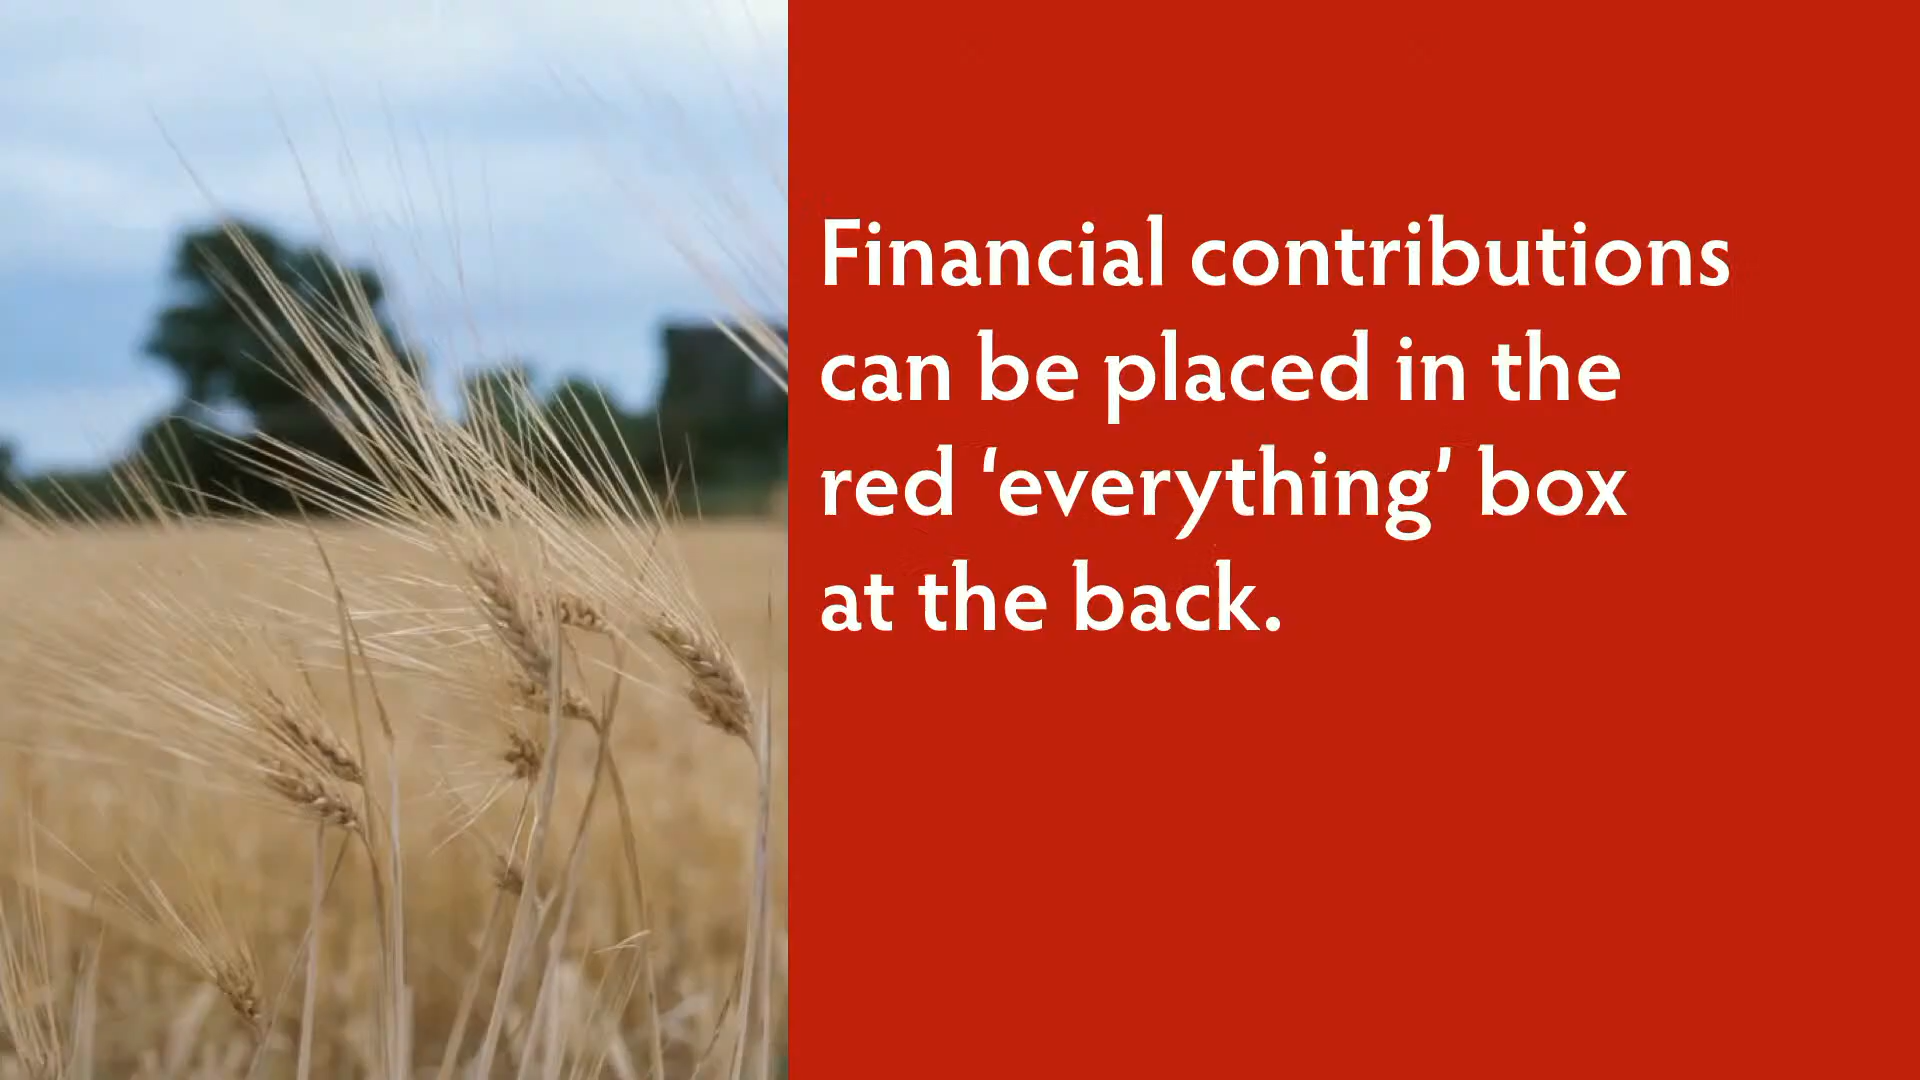 Financial contributions
can be placed in the
red ‘everything’ box
at the back.